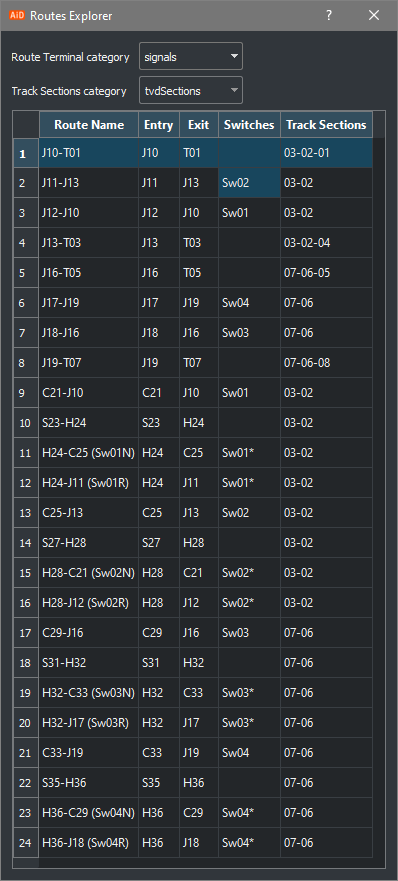 AID Routes Explorer ? ×
Route Terminal category signals
Track Sections category tvdSections
Route Name Entry Exit Switches Track Sections
1 J10-T01 J10 T01 03-02-01
2 J11-J13 J11 J13 Sw02 03-02
3 J12-J10 J12 J10 Sw01 03-02
4 J13-T03 J13 T03 03-02-04
5 J16-T05 J16 T05 07-06-05
6 J17-J19 J17 J19 Sw04 07-06
7 J18-J16 J18 J16 Sw03 07-06
8 J19-T07 J19 T07 07-06-08
9 C21-J10 C21 J10 Sw01 03-02
10 S23-H24 S23 H24 03-02
11 H24-C25 (Sw01N) H24 C25 Sw01* 03-02
12 H24-J11 (Sw01R) H24 J11 Sw01* 03-02
13 C25-J13 C25 J13 Sw02 03-02
14 S27-H28 S27 H28 03-02
15 H28-C21 (Sw02N) H28 C21 Sw02* 03-02
16 H28-J12 (Sw02R) H28 J12 Sw02* 03-02
17 C29-J16 C29 J16 Sw03 07-06
18 S31-H32 S31 H32 07-06
19 H32-C33 (Sw03N) H32 C33 Sw03* 07-06
20 H32-J17 (Sw03R) H32 J17 Sw03* 07-06
21 C33-J19 C33 J19 Sw04 07-06
22 S35-H36 S35 H36 07-06
23 H36-C29 (Sw04N) H36 C29 Sw04* 07-06
24 H36-J18 (Sw04R) H36 J18 Sw04* 07-06